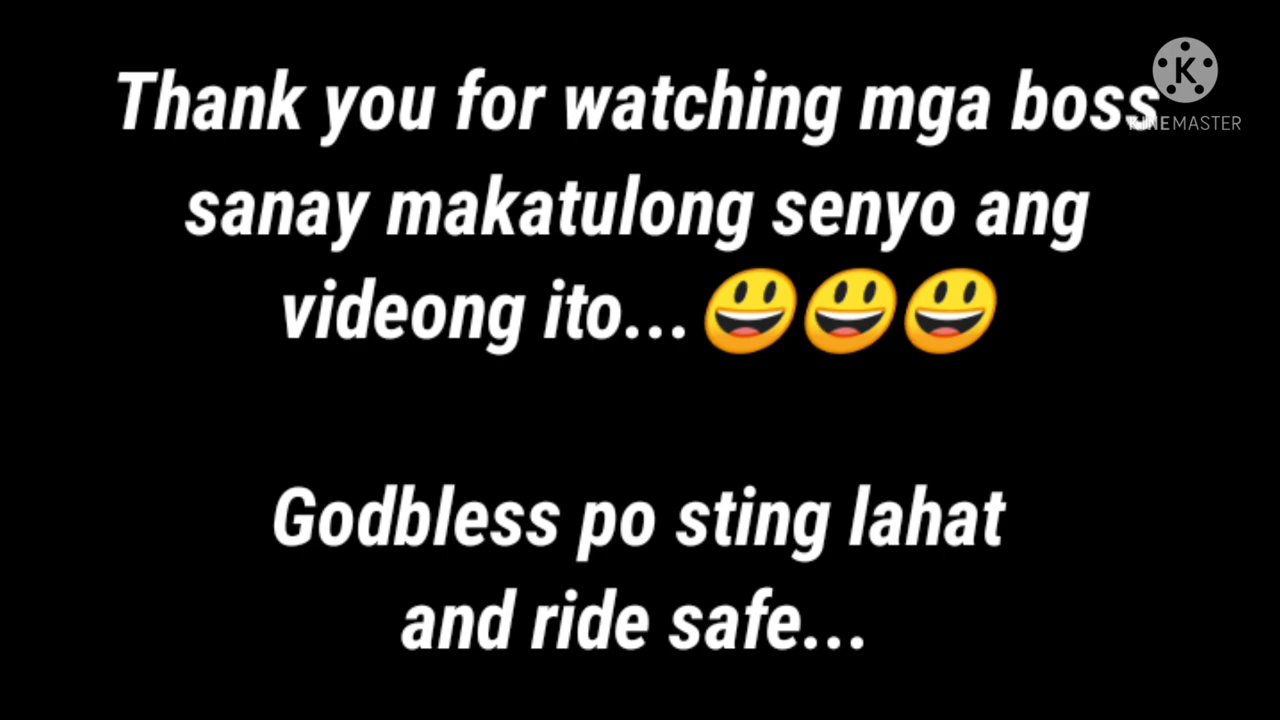 Thank you for watching mga boss
sanay makatulong senyo ang
videong ito... 😃😃😃
Godbless po sting lahat
and ride safe...
K
KINEMASTER